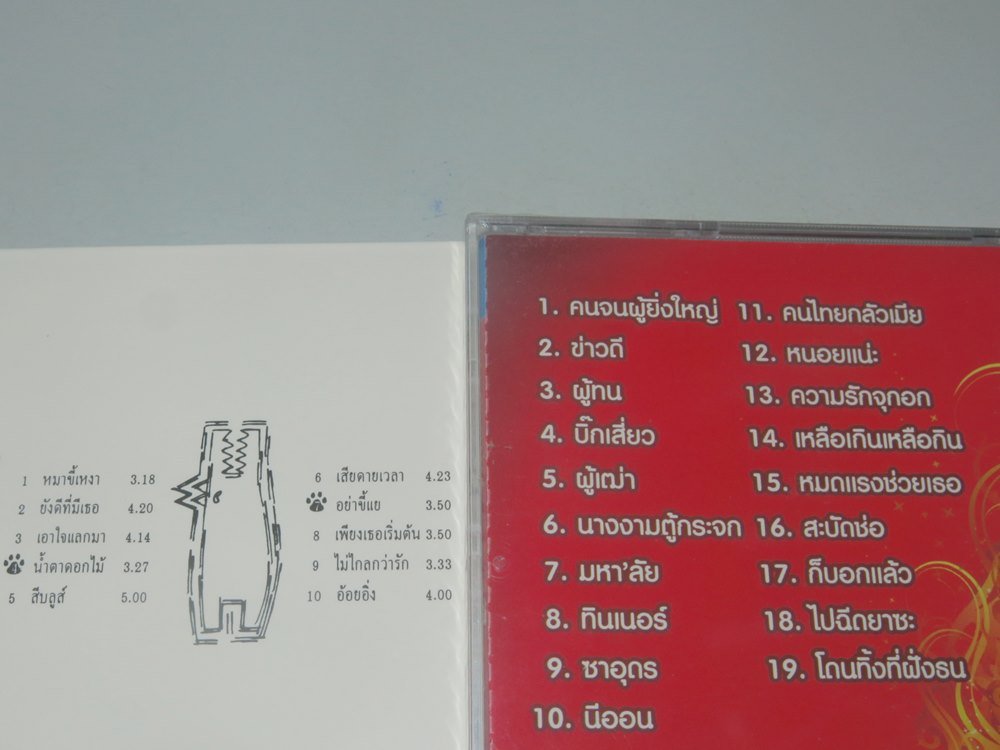 1 หมาขี้เหงา 3.18
2 ยังดีที่มีเธอ 4.20
3 เอาใจแลกมา 4.14
4 น้ำตาดอกไม้ 3.27
5 สืบลูส์ 5.00
6 เสียดายเวลา 4.23
7 อย่าขี้แย 3.50
8 เพียงเธอเริ่มต้น 3.50
9 ไม่ไกลกว่ารัก 3.33
10 อ้อยอิ่ง 4.00
1. คนจนผู้ยิ่งใหญ่
2. ข่าวดี
3. ผู้ทน
4. บิ๊กเสี่ยว
5. ผู้เฒ่า
6. นางงามตู้กระจก
7. มหา'ลัย
8. ทินเนอร์
9. ซาอุดร
10. นีออน
11. คนไทยกลัวเมีย
12. หนอยแน่ะ
13. ความรักจุกอก
14. เหลือเกินเหลือกิน
15. หมดแรงช่วยเธอ
16. สะบัดช่อ
17. ก็บอกแล้ว
18. ไปฉีดยาซะ
19. โดนทิ้งที่ฝั่งธน